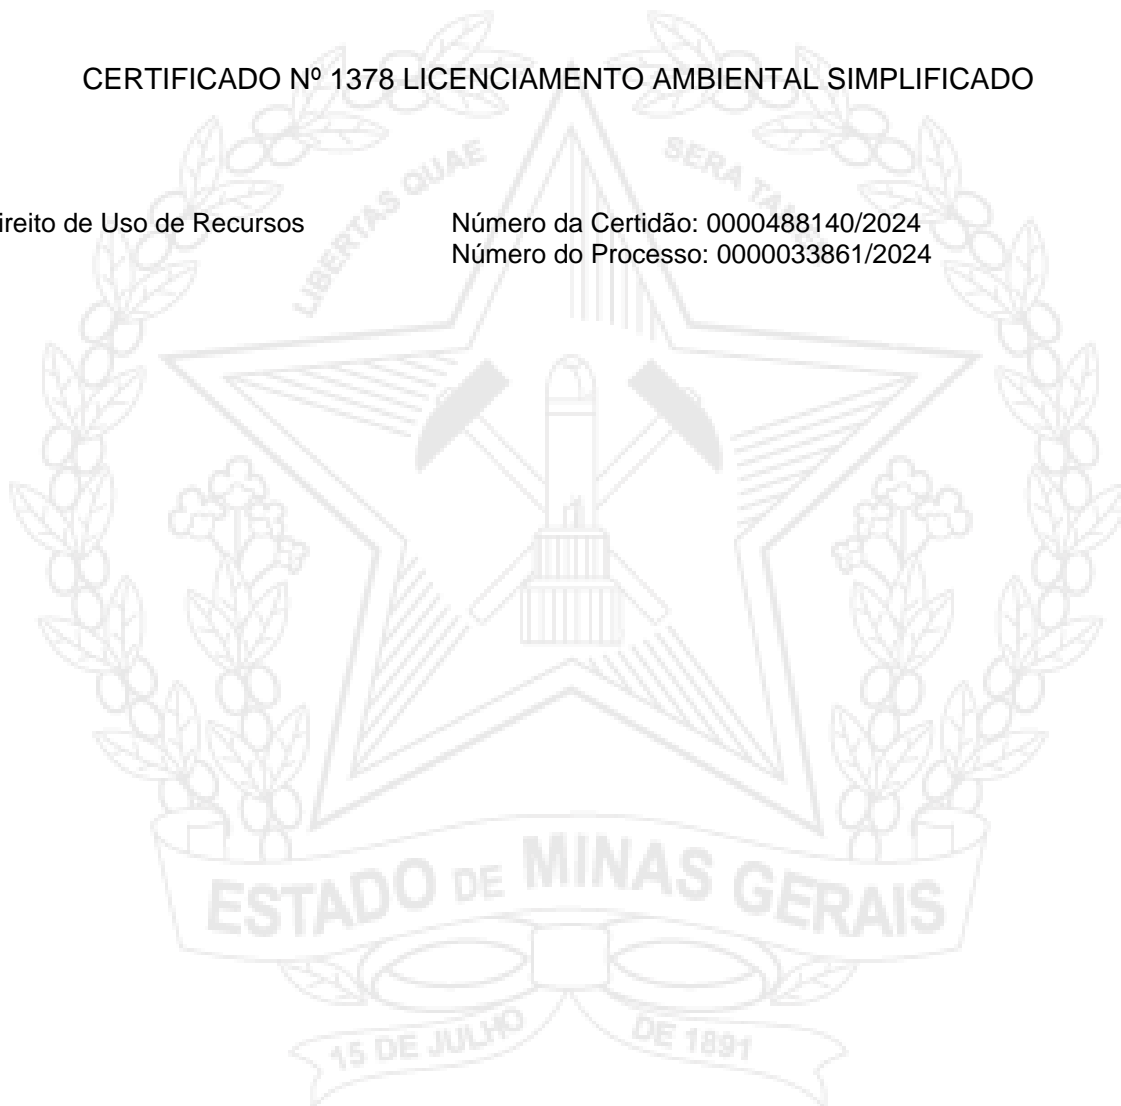 CERTIFICADO Nº 1378 LICENCIAMENTO AMBIENTAL SIMPLIFICADO
LIBERTAS QUAE SERA TAMEN
ireito de Uso de Recursos Número da Certidão: 0000488140/2024
Número do Processo: 0000033861/2024
ESTADO DE MINAS GERAIS
15 DE JULHO DE 1891